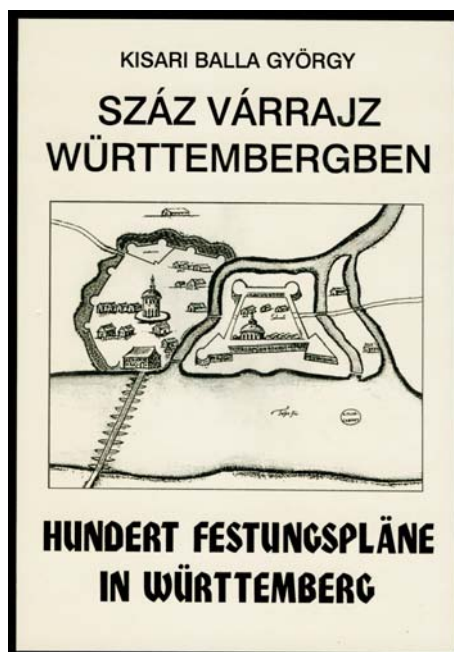 KISARI BALLA GYÖRGY
SZÁZ VÁRRAJZ
WÜRTTEMBERGBEN
HUNDERT FESTUNGSPLÄNE
IN WÜRTTEMBERG